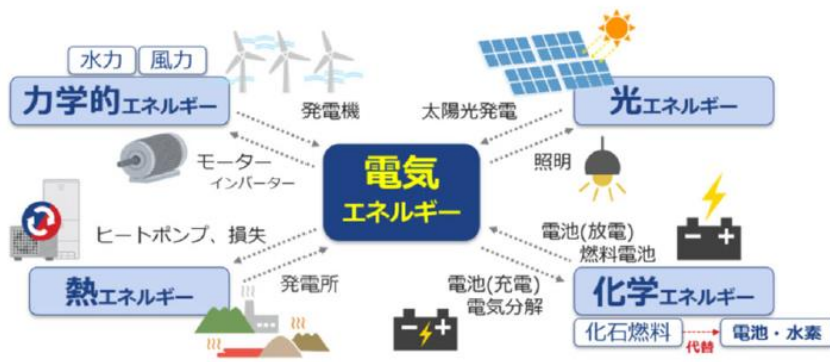 水力 風力
力学的エネルギー
発電機
太陽光発電
光エネルギー
モーター
インバーター
電気
エネルギー
照明
ヒートポンプ、損失
電池(放電)
燃料電池
熱エネルギー
発電所
電池(充電)
電気分解
化学エネルギー
化石燃料 代替 電池・水素